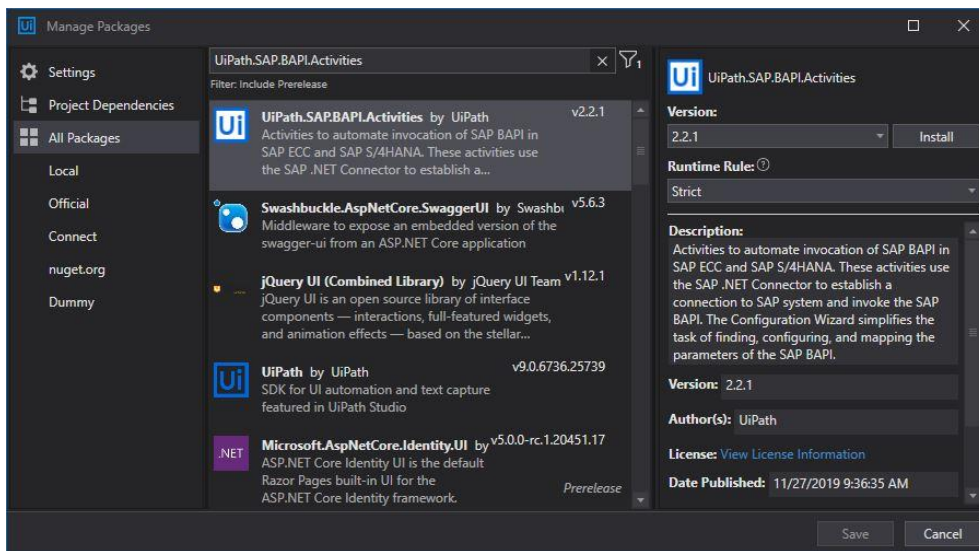 Ui Manage Packages
Settings
Project Dependencies
All Packages
Local
Official
Connect
nuget.org
Dummy
UiPath.SAP.BAPI.Activities
1
Filter: Include Prerelease
Ui
UiPath.SAP.BAPI.Activities by UiPath v2.2.1
Activities to automate invocation of SAP BAPI in
SAP ECC and SAP S/4HANA. These activities use
the SAP .NET Connector to establish a...
Swashbuckle.AspNetCore.SwaggerUI by Swashbu v5.6.3
Middleware to expose an embedded version of the
swagger-ui from an ASP.NET Core application
jQuery UI (Combined Library) by jQuery UI Team v1.12.1
jQuery UI is an open source library of interface
components — interactions, full-featured widgets,
and animation effects — based on the stellar...
Ui
UiPath by UiPath v9.0.6736.25739
SDK for UI automation and text capture
featured in UiPath Studio
.NET
Microsoft.AspNetCore.Identity.UI by v5.0.0-rc.1.20451.17
ASP.NET Core Identity UI is the default
Razor Pages built-in UI for the
ASP.NET Core Identity framework. Prerelease
Ui UiPath.SAP.BAPI.Activities
Version:
2.2.1 Install
Runtime Rule: ?
Strict
Description:
Activities to automate invocation of SAP BAPI in
SAP ECC and SAP S/4HANA. These activities use
the SAP .NET Connector to establish a
connection to SAP system and invoke the SAP
BAPI. The Configuration Wizard simplifies the
task of finding, configuring, and mapping the
parameters of the SAP BAPI.
Version: 2.2.1
Author(s): UiPath
License: View License Information
Date Published: 11/27/2019 9:36:35 AM
Save Cancel